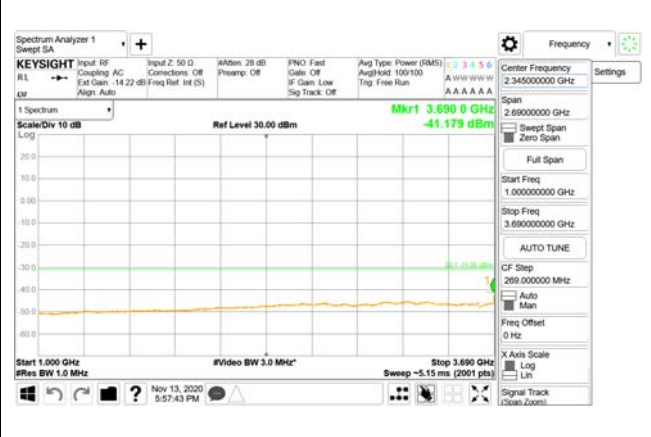 Spectrum Analyzer 1
Swept SA
Frequency
KEYSIGHT
RL
Input: RF
Coupling: AC
Ext Gain: -14.22 dB
Align: Auto
Input Z: 50 Ω
Corrections: Off
Freq Ref: Int (S)
#Atten: 28 dB
Preamp: Off
PNO: Fast
Gate: Off
IF Gain: Low
Sig Track: Off
Avg Type: Power (RMS)
Avg|Hold: 100/100
Trig: Free Run
1 2 3 4 5 6
A W W W W W
A A A A A A
1 Spectrum
Scale/Div 10 dB
Log
Ref Level 30.00 dBm
Mkr1 3.690 0 GHz
-41.179 dBm
20.0
10.0
0.00
-10.0
-20.0
-30.0
-40.0
-50.0
-60.0
1
Start 1.000 GHz
#Res BW 1.0 MHz
#Video BW 3.0 MHz*
Stop 3.690 GHz
Sweep ~5.15 ms (2001 pts)
Nov 13, 2020
5:57:43 PM
Center Frequency
2.345000000 GHz
Settings
Span
2.69000000 GHz
Swept Span
Zero Span
Full Span
Start Freq
1.000000000 GHz
Stop Freq
3.690000000 GHz
AUTO TUNE
CF Step
269.000000 MHz
Auto
Man
Freq Offset
0 Hz
X Axis Scale
Log
Lin
Signal Track
(Span Zoom)